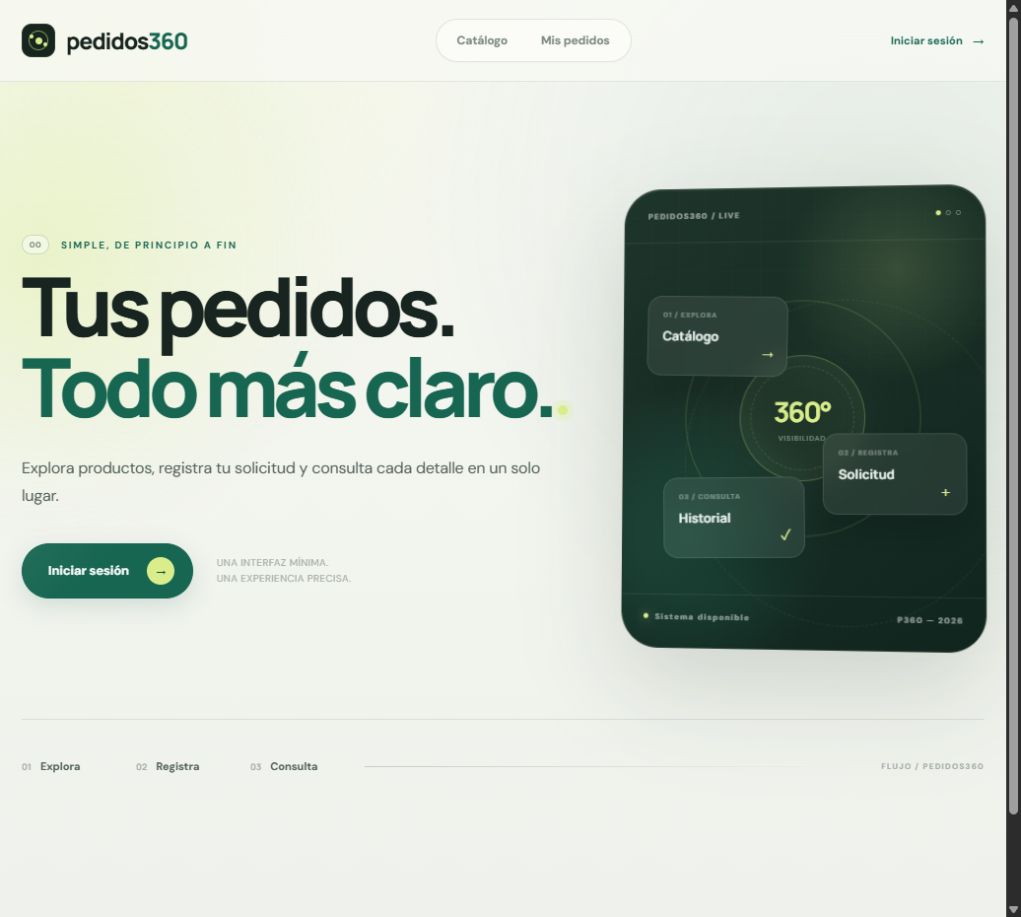 pedidos360
Catálogo
Mis pedidos
Iniciar sesión →
00
SIMPLE, DE PRINCIPIO A FIN
Tus pedidos.
Todo más claro.
Explora productos, registra tu solicitud y consulta cada detalle en un solo
lugar.
Iniciar sesión →
UNA INTERFAZ MÍNIMA.
UNA EXPERIENCIA PRECISA.
PEDIDOS360 / LIVE
01 / EXPLORA
Catálogo
→
360°
VISIBILIDAD
02 / REGISTRA
Solicitud
+
03 / CONSULTA
Historial
✓
Sistema disponible
P360 — 2026
01 Explora
02 Registra
03 Consulta
FLUJO / PEDIDOS360